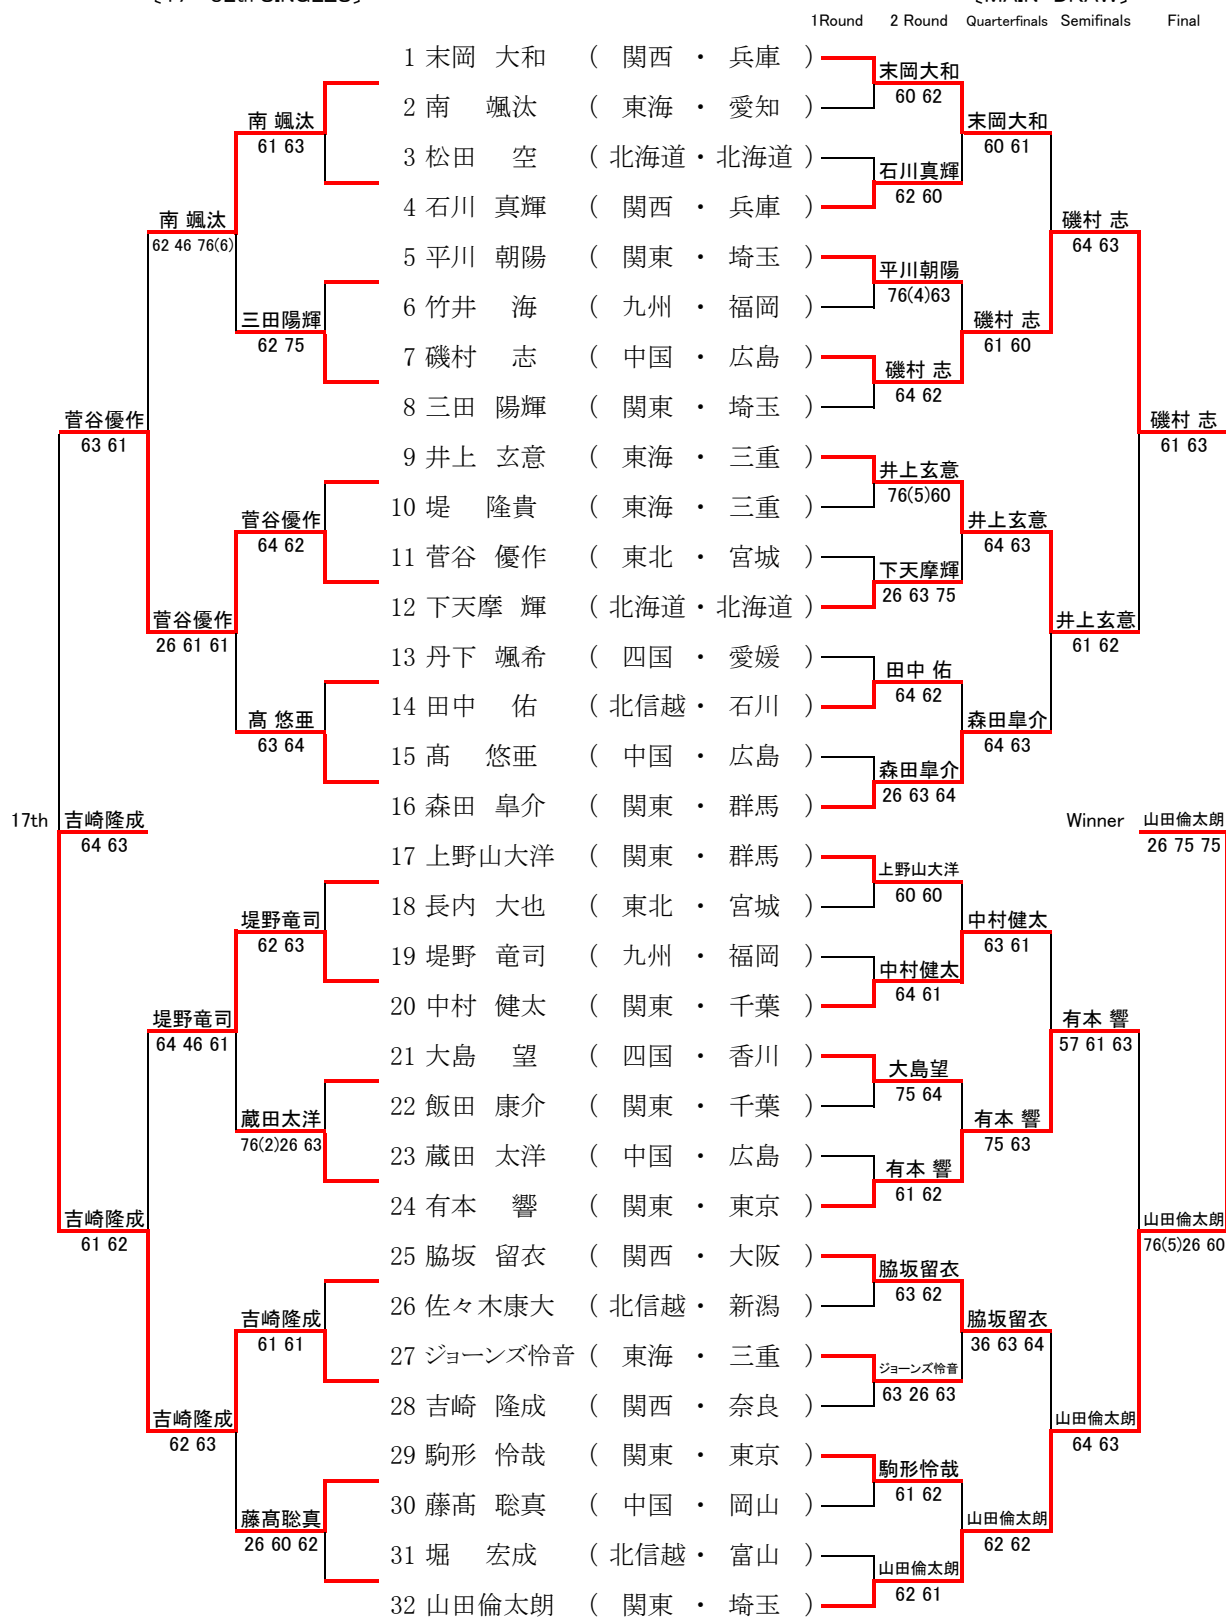 1Round 2 Round Quarterfinals Semifinals Final
1 末岡 大和 ( 関西 ・ 兵庫 )
末岡大和
60 62
2 南 颯汰 ( 東海 ・ 愛知 )
南 颯汰
61 63
末岡大和
60 61
3 松田 空 ( 北海道 ・ 北海道 )
石川真輝
62 60
4 石川 真輝 ( 関西 ・ 兵庫 )
南 颯汰
62 46 76(6)
磯村 志
64 63
5 平川 朝陽 ( 関東 ・ 埼玉 )
平川朝陽
76(4)63
6 竹井 海 ( 九州 ・ 福岡 )
三田陽輝
62 75
磯村 志
61 60
7 磯村 志 ( 中国 ・ 広島 )
磯村 志
64 62
8 三田 陽輝 ( 関東 ・ 埼玉 )
菅谷優作
63 61
磯村 志
61 63
9 井上 玄意 ( 東海 ・ 三重 )
井上玄意
76(5)60
10 堤 隆貴 ( 東海 ・ 三重 )
菅谷優作
64 62
井上玄意
64 63
11 菅谷 優作 ( 東北 ・ 宮城 )
下天摩輝
26 63 75
12 下天摩 輝 ( 北海道 ・ 北海道 )
菅谷優作
26 61 61
井上玄意
61 62
13 丹下 颯希 ( 四国 ・ 愛媛 )
田中 佑
64 62
14 田中 佑 ( 北信越 ・ 石川 )
髙 悠亜
63 64
森田皐介
64 63
15 髙 悠亜 ( 中国 ・ 広島 )
森田皐介
26 63 64
16 森田 皐介 ( 関東 ・ 群馬 )
17th 吉崎隆成
64 63
Winner 山田倫太朗
26 75 75
17 上野山大洋 ( 関東 ・ 群馬 )
上野山大洋
60 60
18 長内 大也 ( 東北 ・ 宮城 )
堤野竜司
62 63
中村健太
63 61
19 堤野 竜司 ( 九州 ・ 福岡 )
中村健太
64 61
20 中村 健太 ( 関東 ・ 千葉 )
堤野竜司
64 46 61
有本 響
57 61 63
21 大島 望 ( 四国 ・ 香川 )
大島望
75 64
22 飯田 康介 ( 関東 ・ 千葉 )
蔵田太洋
76(2)26 63
有本 響
75 63
23 蔵田 太洋 ( 中国 ・ 広島 )
有本 響
61 62
24 有本 響 ( 関東 ・ 東京 )
吉崎隆成
61 62
山田倫太朗
76(5)26 60
25 脇坂 留衣 ( 関西 ・ 大阪 )
脇坂留衣
63 62
26 佐々木康大 ( 北信越 ・ 新潟 )
吉崎隆成
61 61
脇坂留衣
36 63 64
27 ジョーンズ怜音 ( 東海 ・ 三重 )
ジョーンズ怜音
63 26 63
28 吉崎 隆成 ( 関西 ・ 奈良 )
吉崎隆成
62 63
山田倫太朗
64 63
29 駒形 怜哉 ( 関東 ・ 東京 )
駒形怜哉
61 62
30 藤髙 聡真 ( 中国 ・ 岡山 )
藤髙聡真
26 60 62
山田倫太朗
62 62
31 堀 宏成 ( 北信越 ・ 富山 )
山田倫太朗
62 61
32 山田倫太朗 ( 関東 ・ 埼玉 )